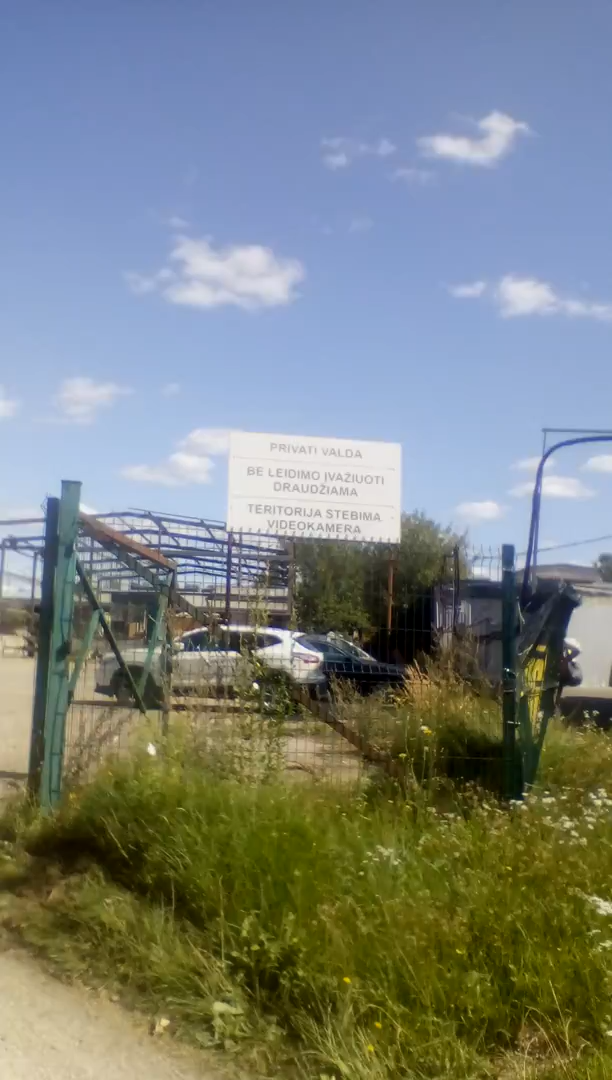 PRIVATI VALDA
BE LEIDIMO ĮVAŽIUOTI
DRAUDŽIAMA
TERITORIJA STEBIMA
VIDEOKAMERA